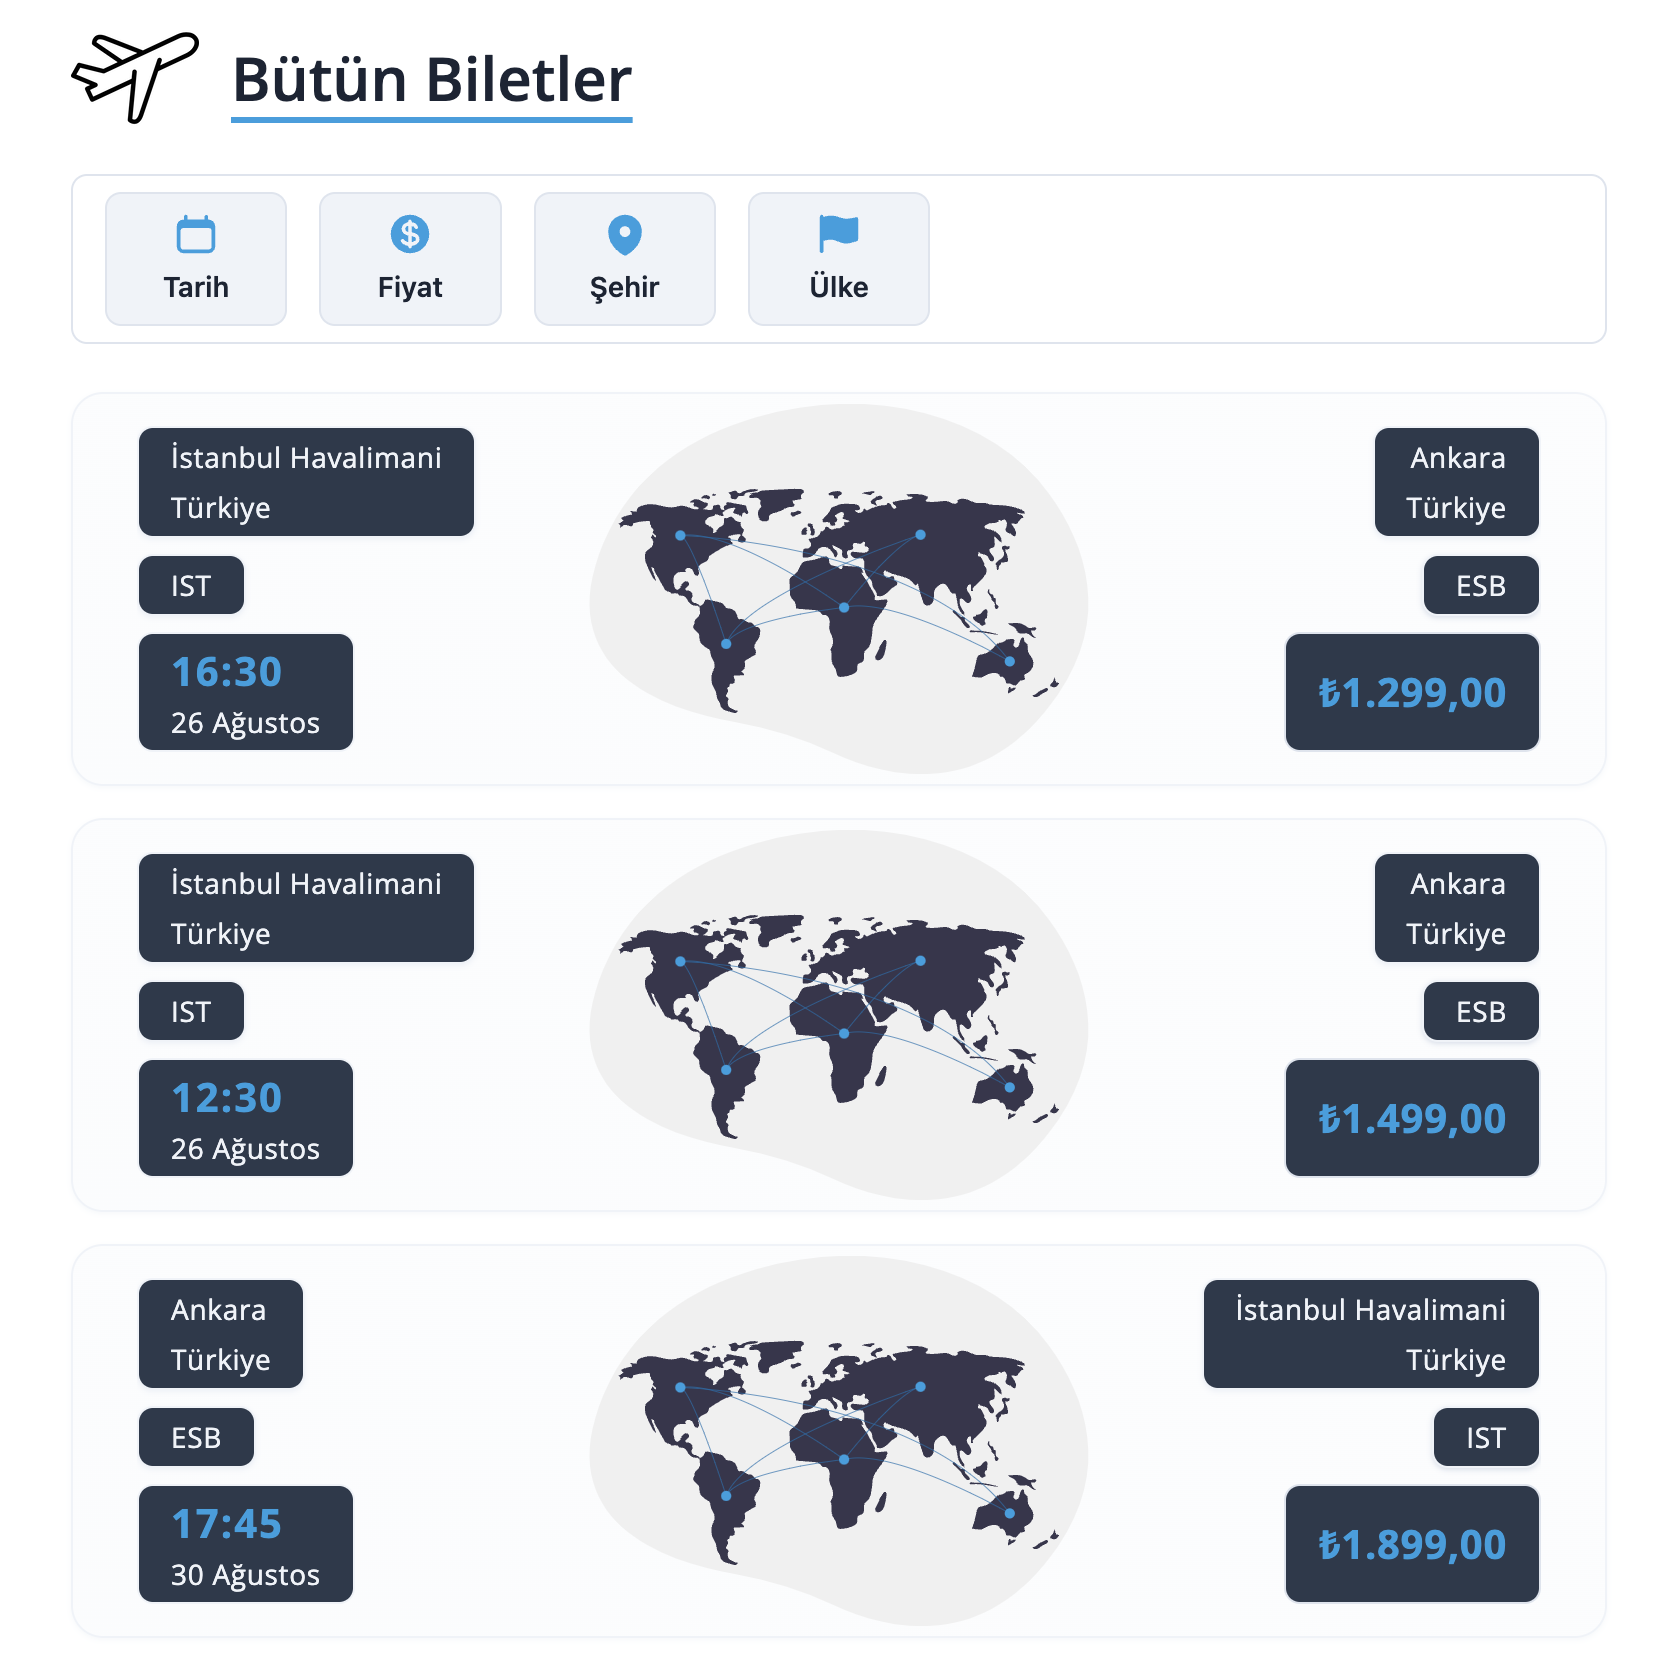 Bütün Biletler
Tarih
Fiyat
Şehir
Ülke
İstanbul Havalimani
Türkiye
IST
16:30
26 Ağustos
Ankara
Türkiye
ESB
₺1.299,00
İstanbul Havalimani
Türkiye
IST
12:30
26 Ağustos
Ankara
Türkiye
ESB
₺1.499,00
Ankara
Türkiye
ESB
17:45
30 Ağustos
İstanbul Havalimani
Türkiye
IST
₺1.899,00